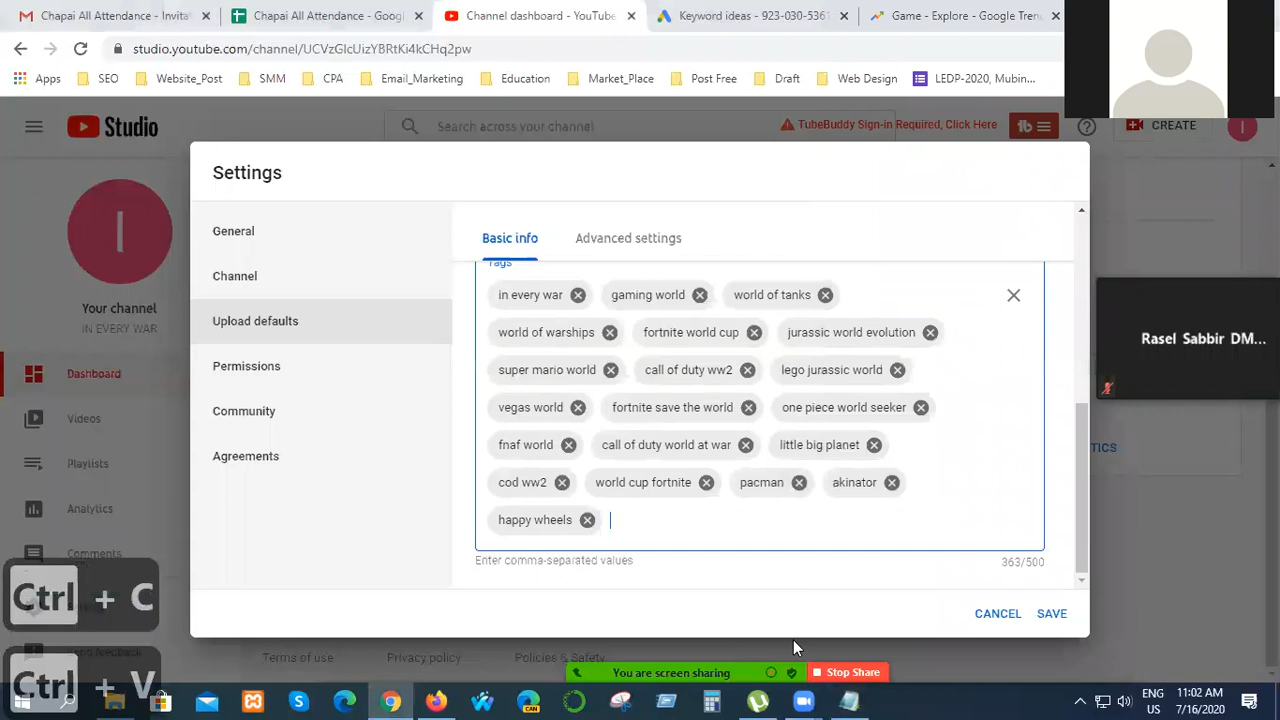 Chapai All Attendance - Invit
Chapai All Attendance - Googl
Channel dashboard - YouTube
Keyword ideas - 923-030-5361
Game - Explore - Google Trend
studio.youtube.com/channel/UCVzGlcUizYBRtKi4kCHq2pw
Apps
SEO
Website_Post
SMM
CPA
Email_Marketing
Education
Market_Place
Post Free
Draft
Web Design
LEDP-2020, Mubin...
Studio
Search across your channel
TubeBuddy Sign-in Required, Click Here
tb
CREATE
I
Settings
I
Your channel
IN EVERY WAR
Dashboard
Videos
Playlists
Analytics
Comments
General
Channel
Upload defaults
Permissions
Community
Agreements
Basic info
Advanced settings
Tags
in every war
gaming world
world of tanks
world of warships
fortnite world cup
jurassic world evolution
super mario world
call of duty ww2
lego jurassic world
vegas world
fortnite save the world
one piece world seeker
fnaf world
call of duty world at war
little big planet
cod ww2
world cup fortnite
pacman
akinator
happy wheels
Enter comma-separated values
363/500
CANCEL
SAVE
Rasel Sabbir DM...
TICS
Ctrl + C
Ctrl + V
Terms of use
Privacy policy
Policies & Safety
You are screen sharing
Stop Share
CAN
ENG
US
11:02 AM
7/16/2020